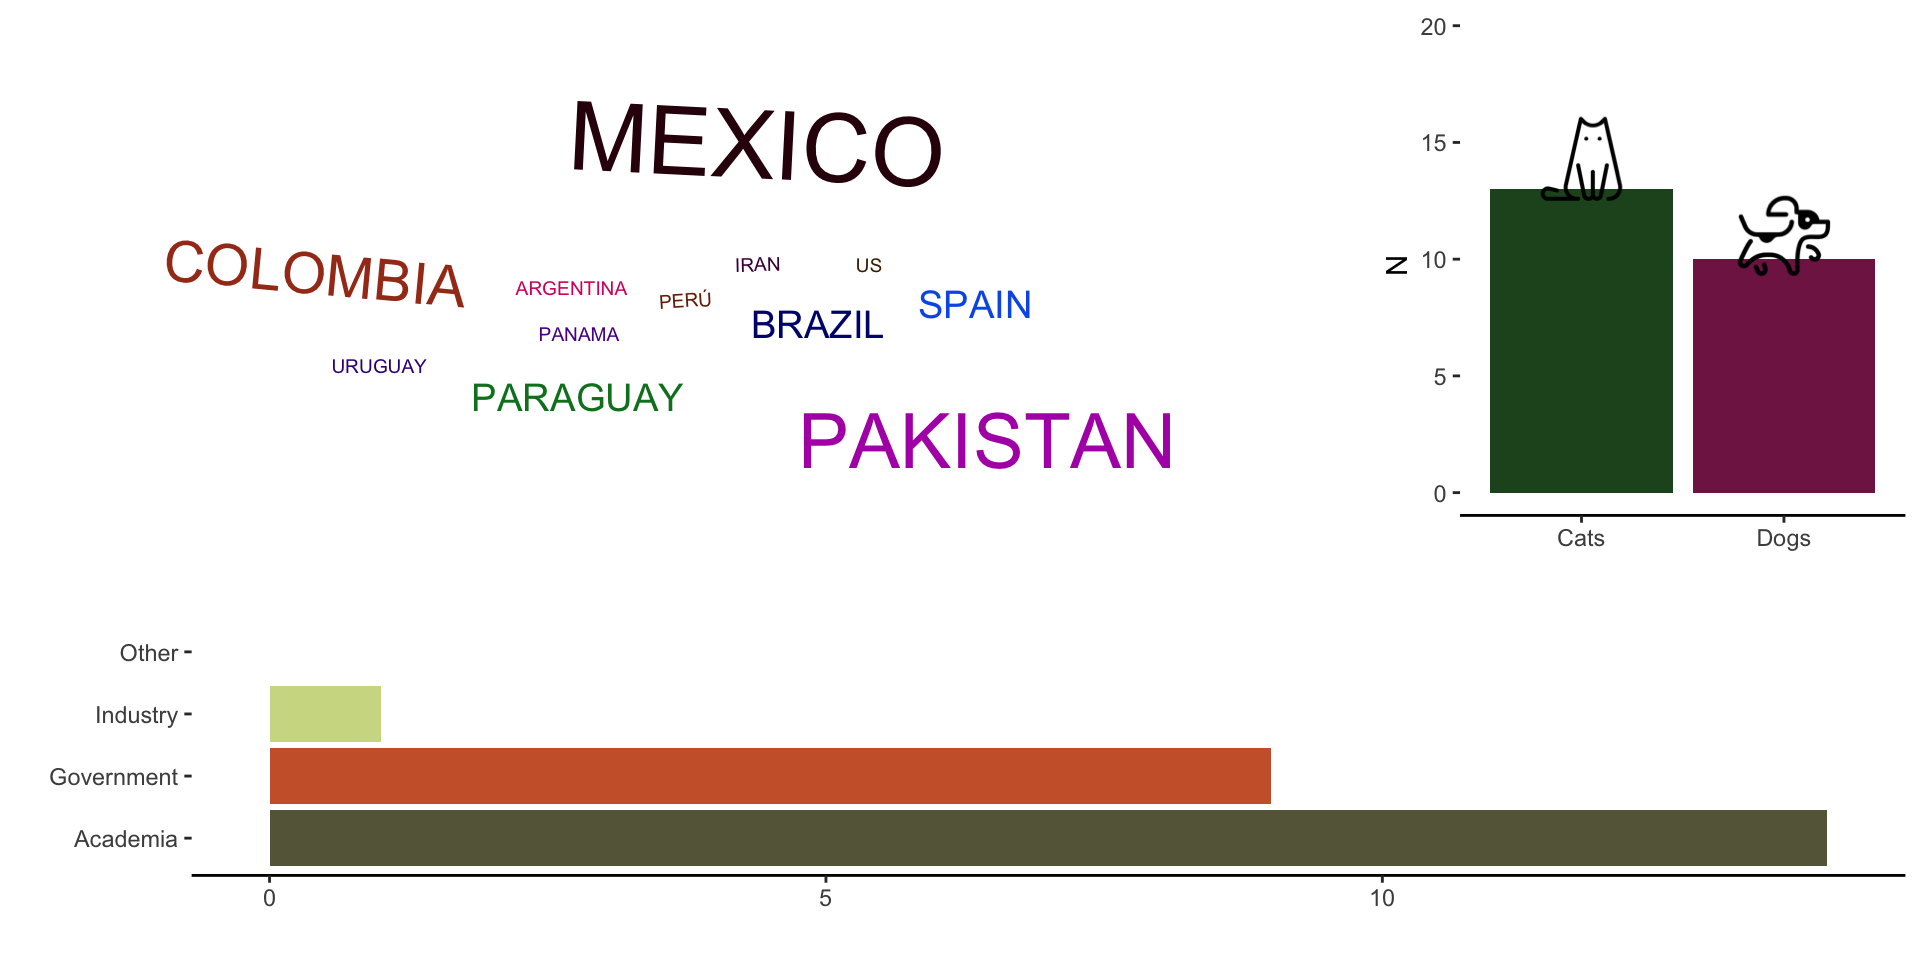 MEXICO
COLOMBIA
ARGENTINA
IRAN
US
PERÚ
SPAIN
PANAMA
BRAZIL
URUGUAY
PARAGUAY
PAKISTAN
20
15
N
10
5
0
Cats
Dogs
Other
Industry
Government
Academia
0
5
10